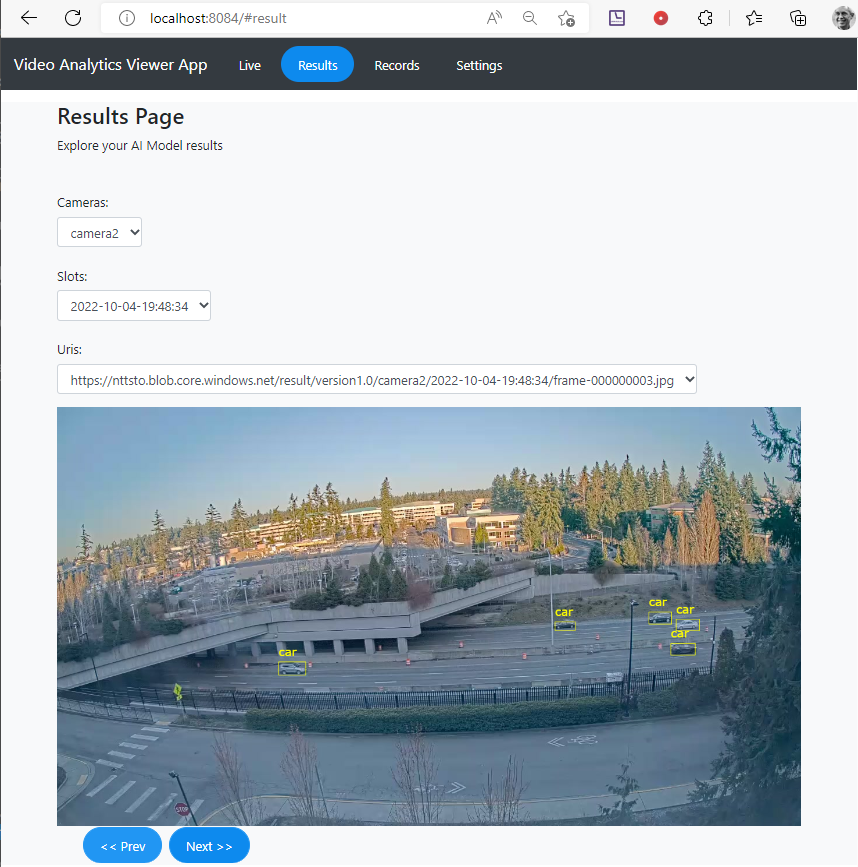 localhost:8084/#result
Video Analytics Viewer App Live Results Records Settings
Results Page
Explore your AI Model results
Cameras:
camera2
Slots:
2022-10-04-19:48:34
Uris:
https://nttsto.blob.core.windows.net/result/version1.0/camera2/2022-10-04-19:48:34/frame-000000003.jpg
car
car
car
car
car
STOP
<< Prev Next >>